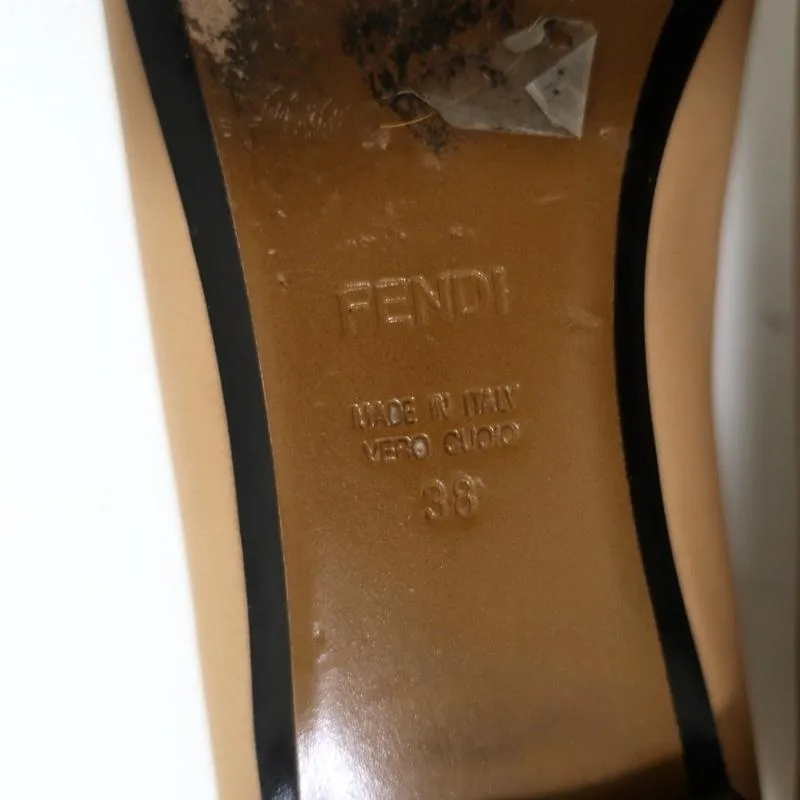 FENDI
MADE IN ITALY
VERO CUOIO
38